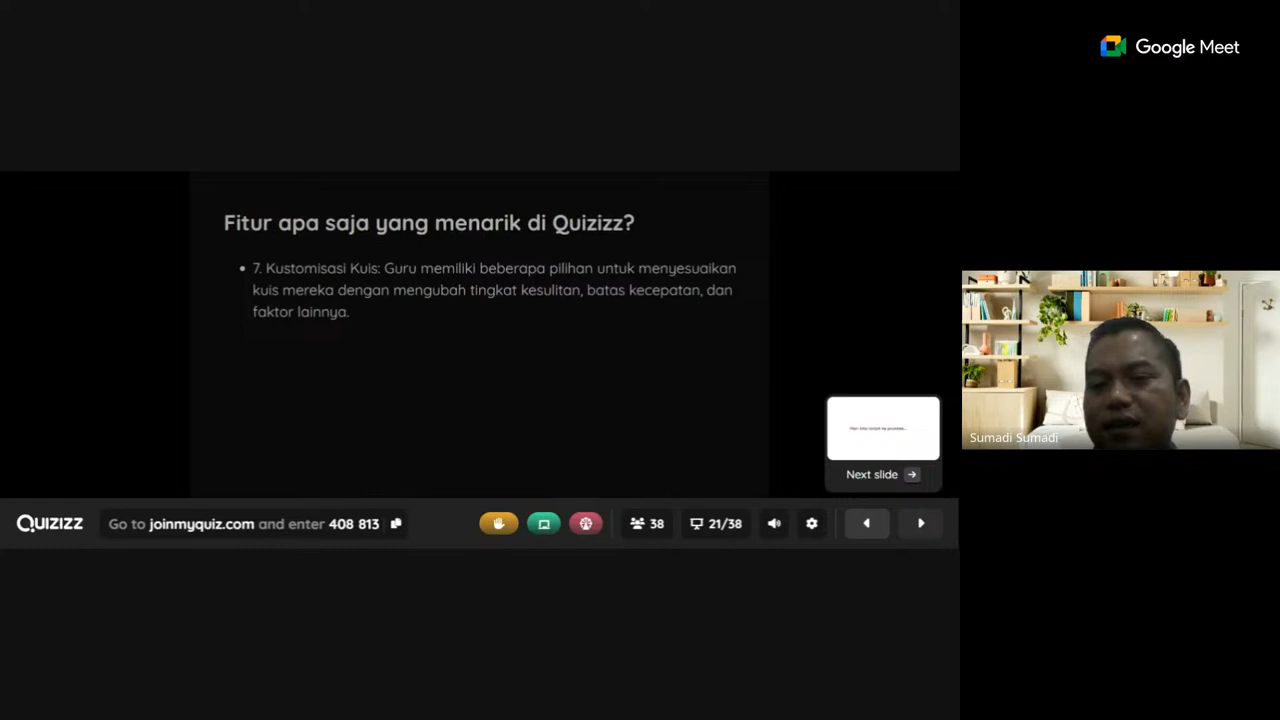 Google Meet
Fitur apa saja yang menarik di Quizizz?
• 7. Kustomisasi Kuis: Guru memiliki beberapa pilihan untuk menyesuaikan
kuis mereka dengan mengubah tingkat kesulitan, batas kecepatan, dan
faktor lainnya.
Next slide
Sumadi Sumadi
QUIZIZZ
Go to joinmyquiz.com and enter 408 813
38
21/38